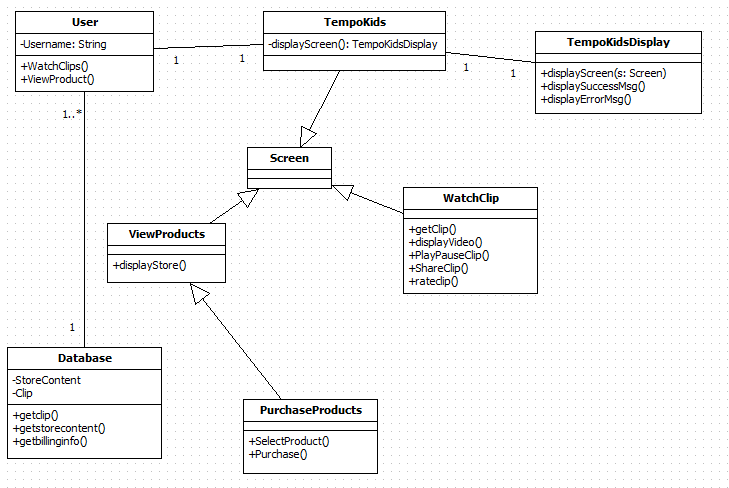 User
-Username: String
+WatchClips()
+ViewProduct()
1
1
TempoKids
-displayScreen(): TempoKidsDisplay
1
1
TempoKidsDisplay
+displayScreen(s: Screen)
+displaySuccessMsg()
+displayErrorMsg()
1..*
Screen
WatchClip
+getClip()
+displayVideo()
+PlayPauseClip()
+ShareClip()
+rateclip()
ViewProducts
+displayStore()
1
Database
-StoreContent
-Clip
+getclip()
+getstorecontent()
+getbillinginfo()
PurchaseProducts
+SelectProduct()
+Purchase()